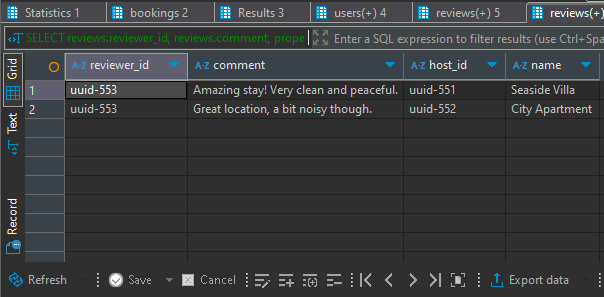 Statistics 1 bookings 2 Results 3 users(+) 4 reviews(+) 5 reviews(+)
SELECT reviews.reviewer_id, reviews.comment, prope Enter a SQL expression to filter results (use Ctrl+Spa
Grid
Text
Record
A-Z reviewer_id A-Z comment A-Z host_id A-Z name
1 uuid-553 Amazing stay! Very clean and peaceful. uuid-551 Seaside Villa
2 uuid-553 Great location, a bit noisy though. uuid-552 City Apartment
Refresh Save Cancel Export data